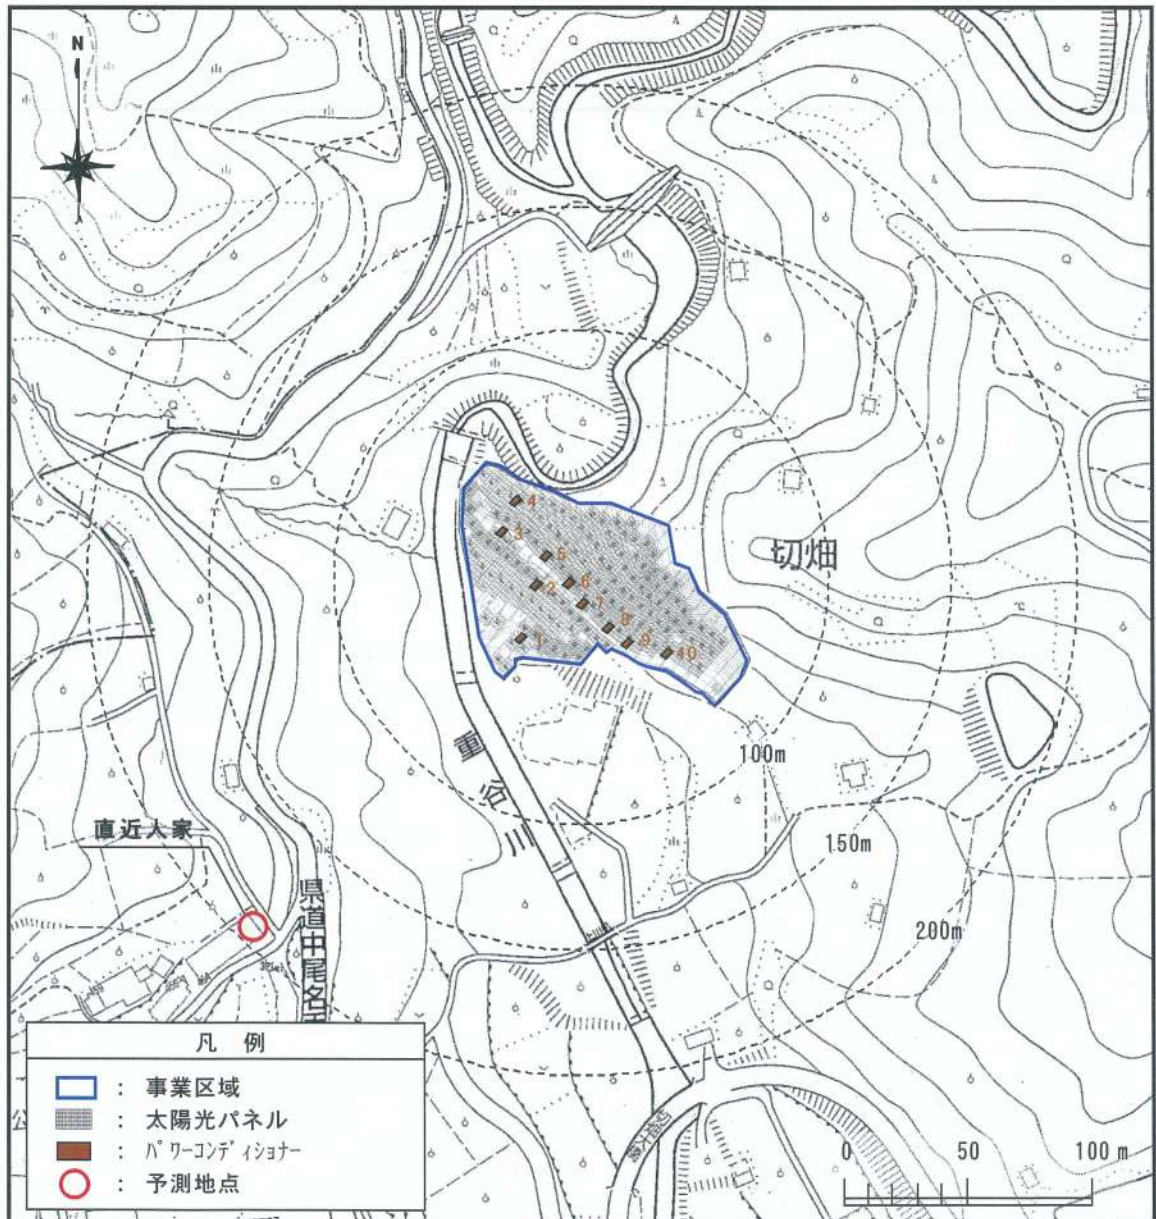 N
4
3
5
2
6
7
8
9
1
10
切畑
100m
150m
200m
重谷川
直近人家
県道中尾名
凡 例
: 事業区域
: 太陽光パネル
: パワーコンディショナー
: 予測地点
0 50 100 m